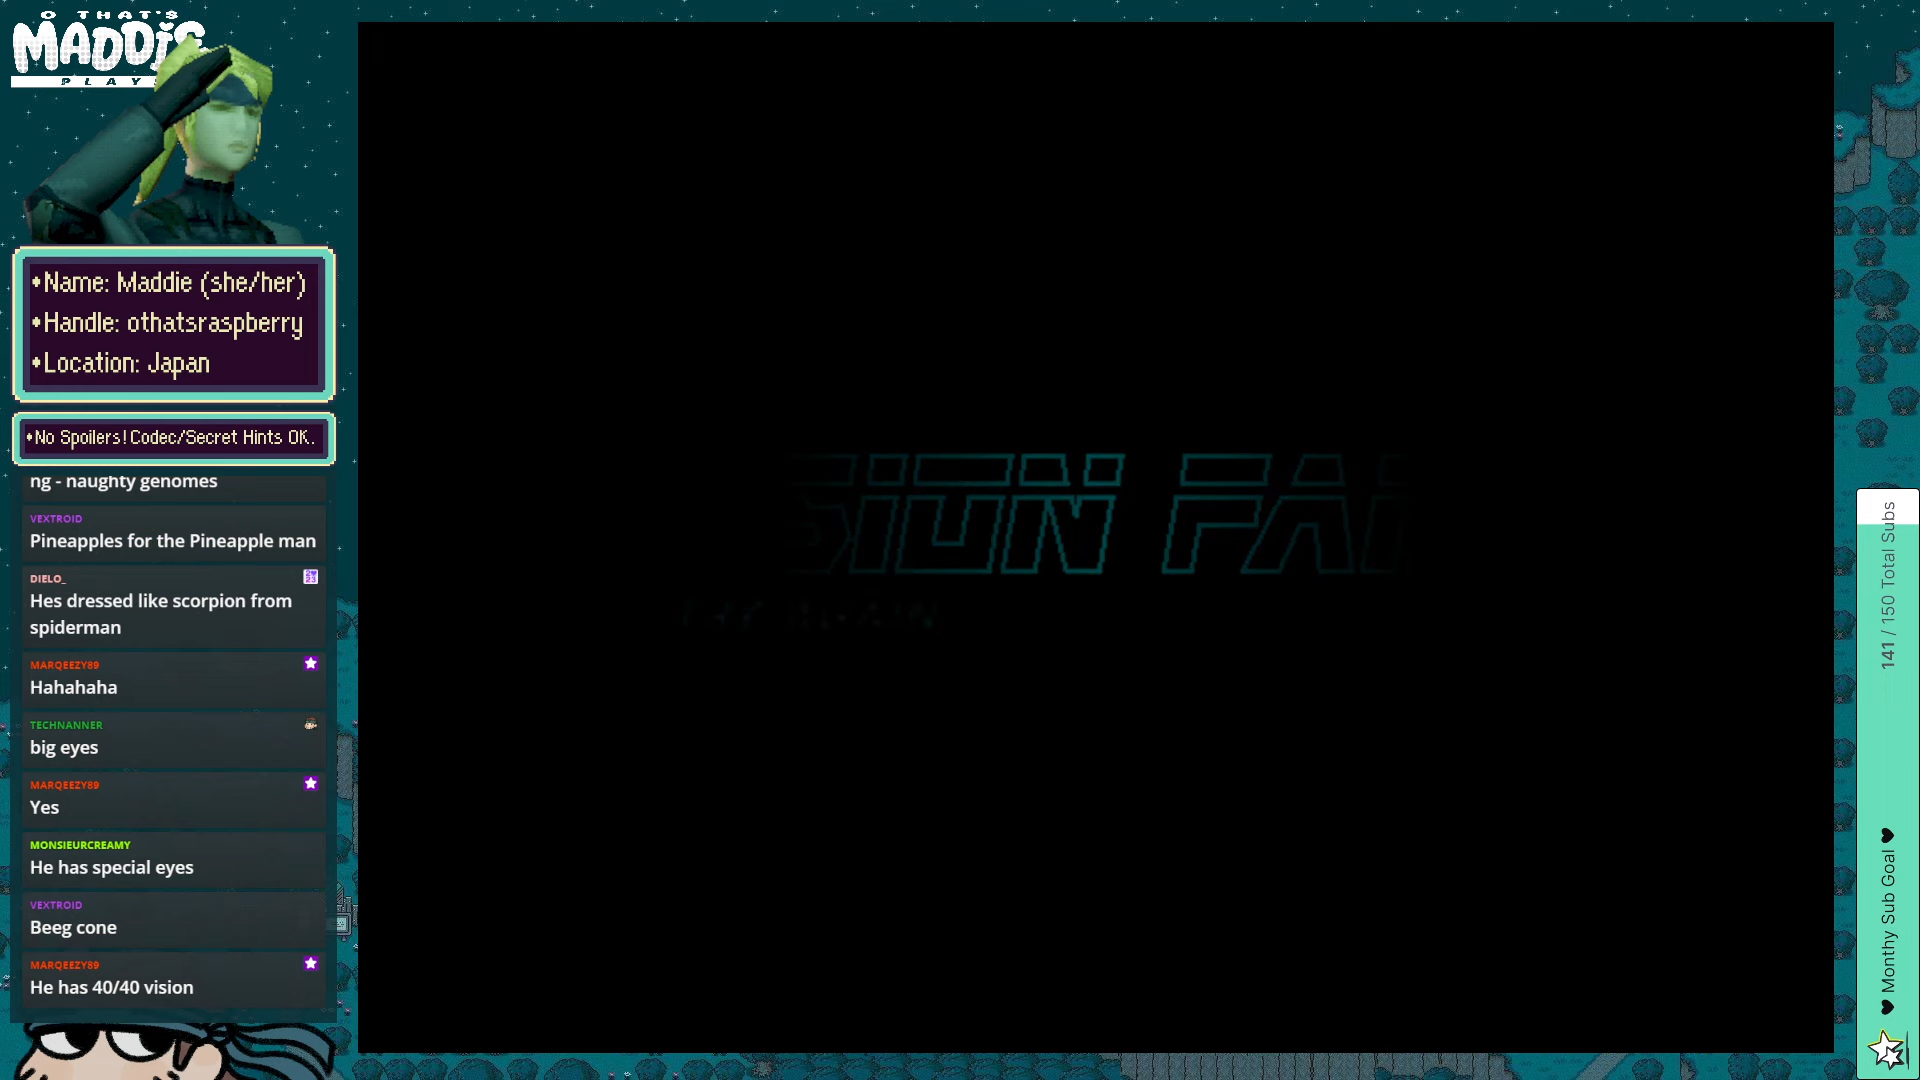 O THAT'S
MADDIE
PLAY
•Name: Maddie (she/her)
•Handle: othatsraspberry
•Location: Japan
•No Spoilers! Codec/Secret Hints OK.
ng - naughty genomes
VEXTROID
Pineapples for the Pineapple man
DIELO_
Hes dressed like scorpion from
spiderman
MARQEEZY89
Hahahaha
TECHNANNER
big eyes
MARQEEZY89
Yes
MONSIEURCREAMY
He has special eyes
VEXTROID
Beeg cone
MARQEEZY89
He has 40/40 vision
SION FAI
♥ Monthy Sub Goal ♥
141 / 150 Total Subs